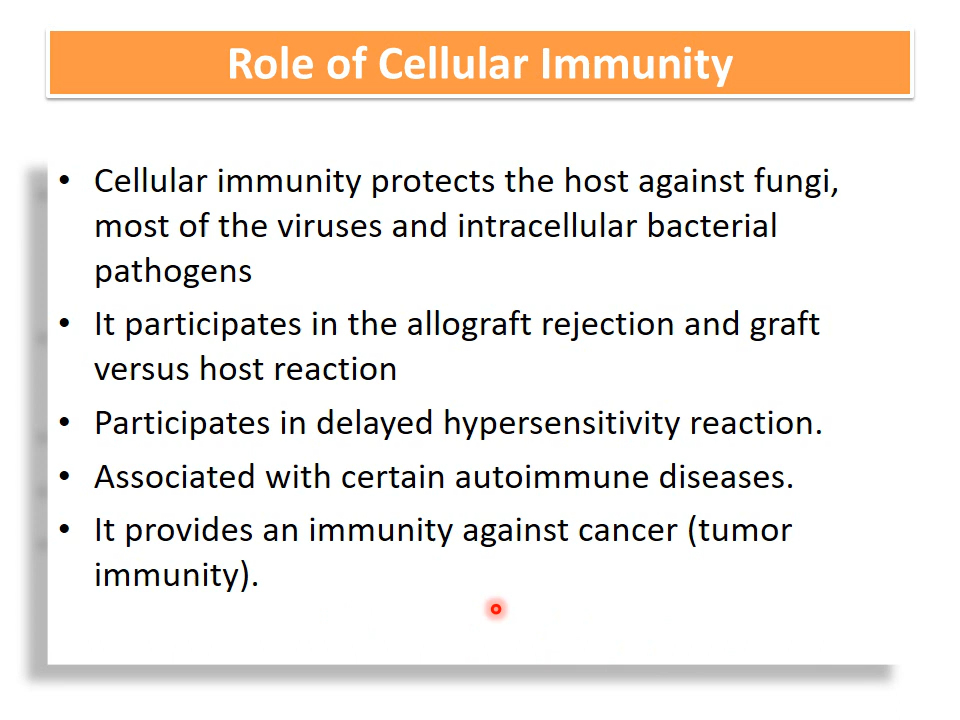 Role of Cellular Immunity
• Cellular immunity protects the host against fungi,
most of the viruses and intracellular bacterial
pathogens
• It participates in the allograft rejection and graft
versus host reaction
• Participates in delayed hypersensitivity reaction.
• Associated with certain autoimmune diseases.
• It provides an immunity against cancer (tumor
immunity).